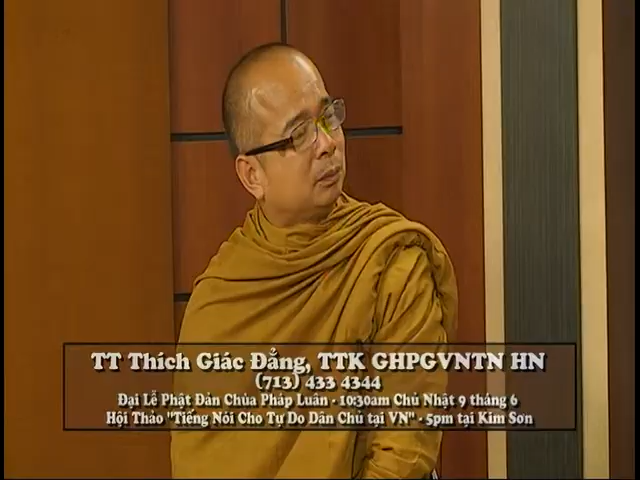 TT Thích Giác Đẳng, TTK GHPGVNTN HN
(713) 433 4344
Đại Lễ Phật Đản Chùa Pháp Luân - 10:30am Chủ Nhật 9 tháng 6
Hội Thảo "Tiếng Nói Cho Tự Do Dân Chủ tại VN" - 5pm tại Kim Sơn